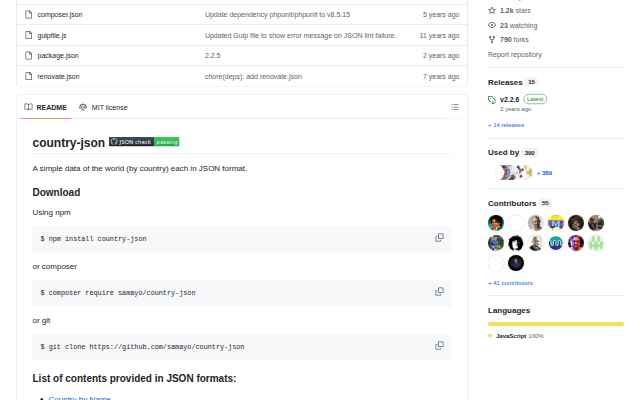 composer.json Update dependency phpunit/phpunit to v8.5.15 5 years ago
gulpfile.js Updated Gulp file to show error message on JSON lint failure. 11 years ago
package.json 2.2.5 2 years ago
renovate.json chore(deps): add renovate.json 7 years ago
README MIT license
country-json JSON check passing
A simple data of the world (by country) each in JSON format.
Download
Using npm
$ npm install country-json
or composer
$ composer require samayo/country-json
or git
$ git clone https://github.com/samayo/country-json
List of contents provided in JSON formats:
Country by Name
1.2k stars
23 watching
790 forks
Report repository
Releases 15
v2.2.6 Latest
2 years ago
+ 14 releases
Used by 390
+ 389
Contributors 55
+ 41 contributors
Languages
JavaScript 100%